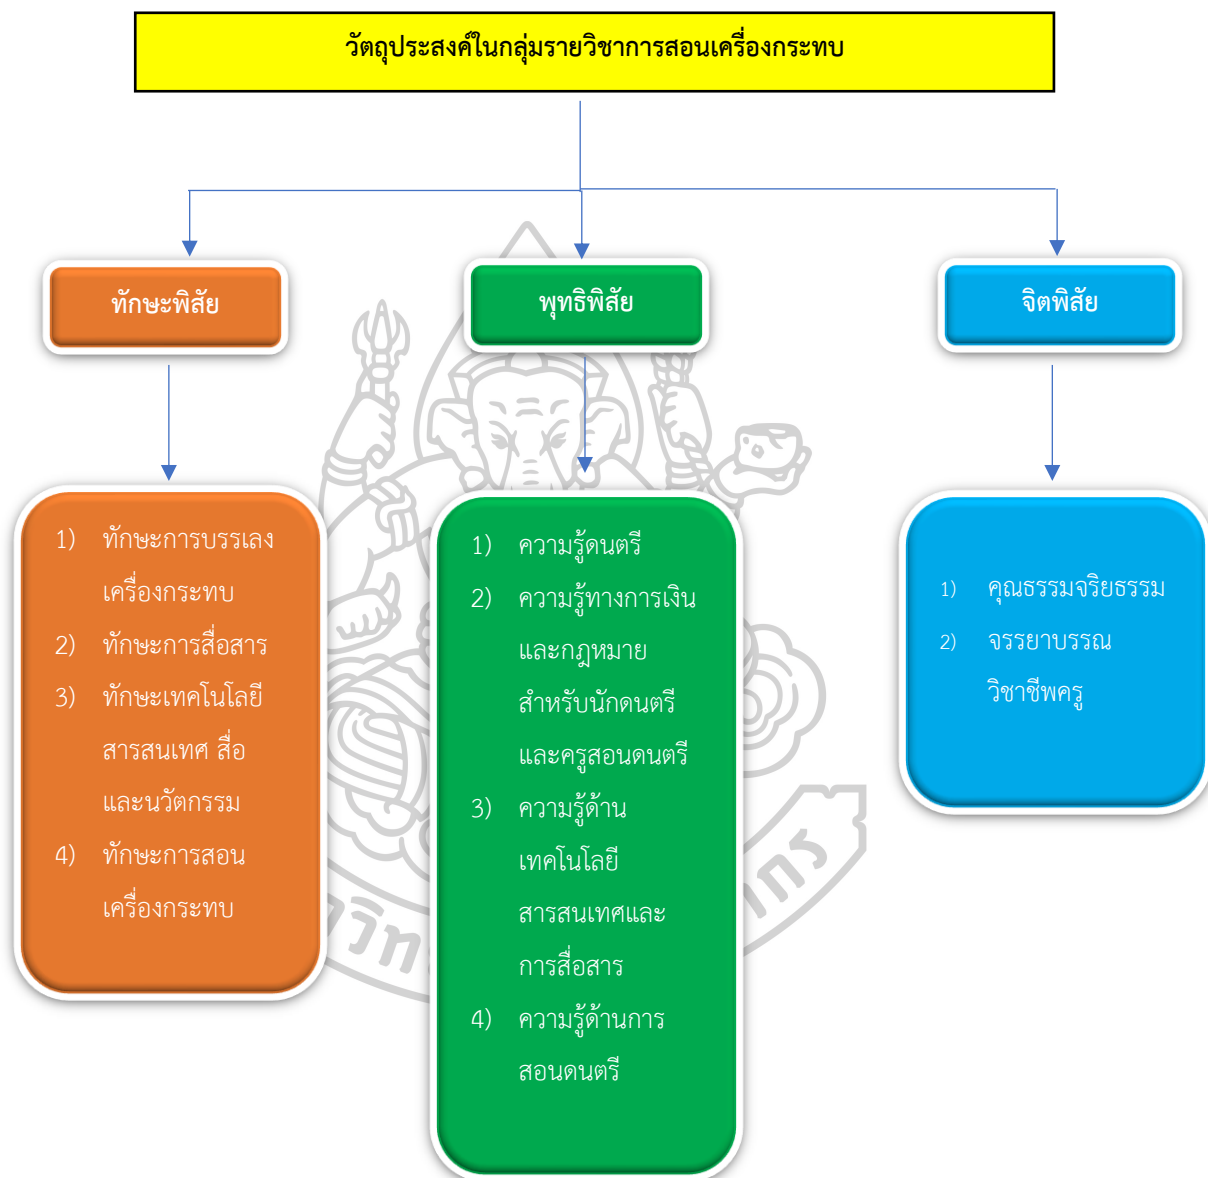 วัตถุประสงค์ในกลุ่มรายวิชาการสอนเครื่องกระทบ
ทักษะพิสัย
พุทธิพิสัย
จิตพิสัย
1) ทักษะการบรรเลง
เครื่องกระทบ
2) ทักษะการสื่อสาร
3) ทักษะเทคโนโลยี
สารสนเทศ สื่อ
และนวัตกรรม
4) ทักษะการสอน
เครื่องกระทบ
1) ความรู้ดนตรี
2) ความรู้ทางการเงิน
และกฎหมาย
สำหรับนักดนตรี
และครูสอนดนตรี
3) ความรู้ด้าน
เทคโนโลยี
สารสนเทศและ
การสื่อสาร
4) ความรู้ด้านการ
สอนดนตรี
1) คุณธรรมจริยธรรม
2) จรรยาบรรณ
วิชาชีพครู